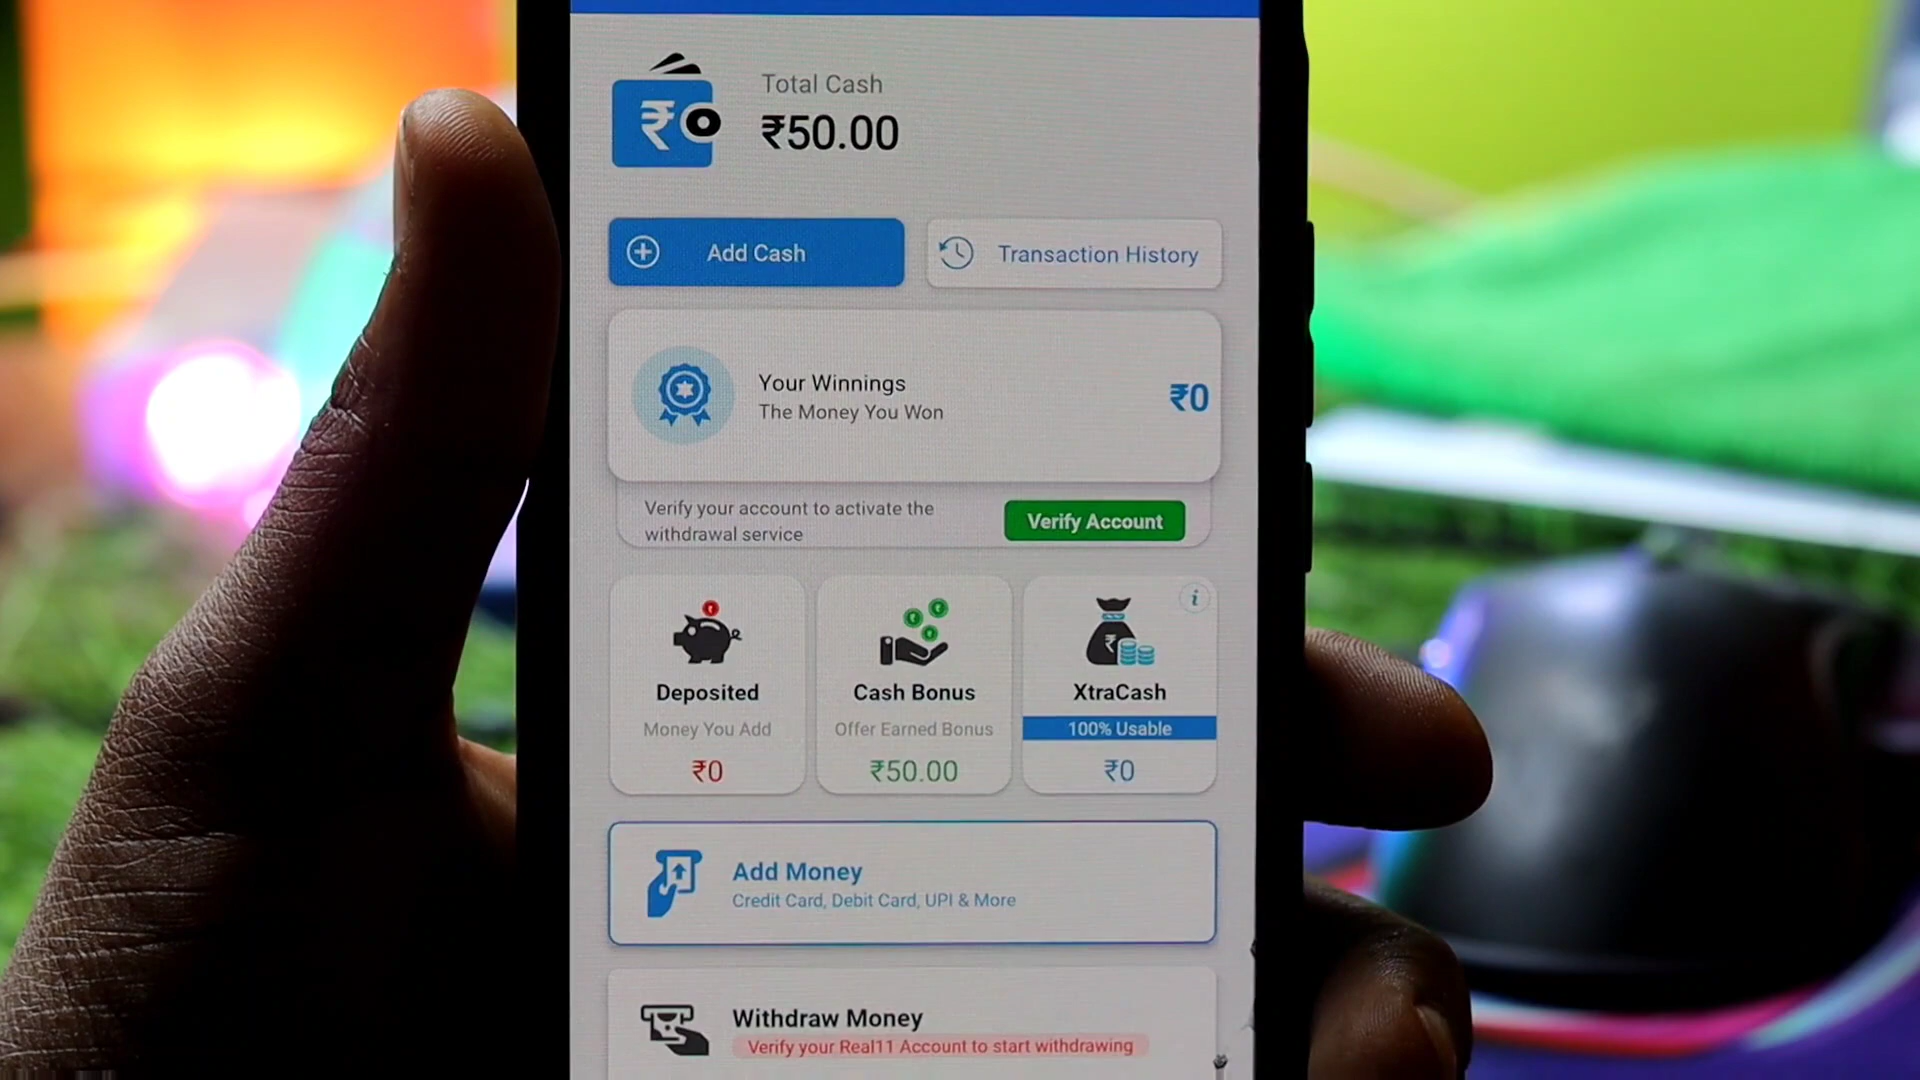 Total Cash
₹50.00
₹
Add Cash
Transaction History
Your Winnings
The Money You Won
₹0
Verify your account to activate the
withdrawal service
Verify Account
Deposited
Money You Add
₹0
Cash Bonus
Offer Earned Bonus
₹50.00
i
₹
XtraCash
100% Usable
₹0
Add Money
Credit Card, Debit Card, UPI & More
Withdraw Money
Verify your Real11 Account to start withdrawing